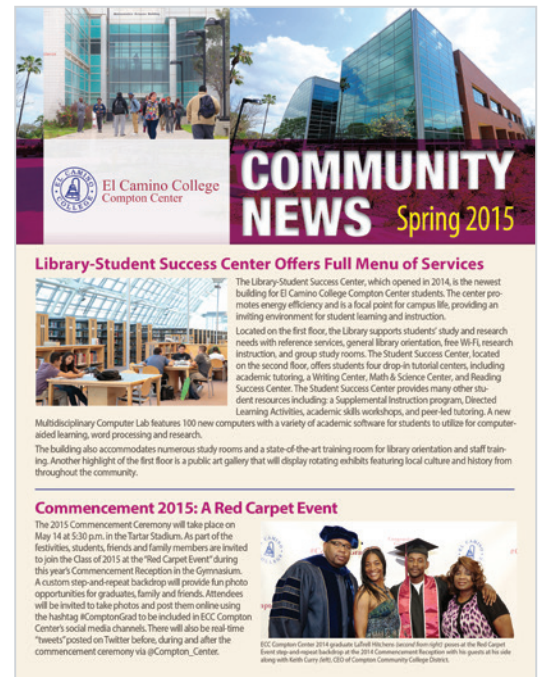 EL CAMINO
COLLEGE
El Camino College
Compton Center
COMMUNITY
NEWS Spring 2015
Library-Student Success Center Offers Full Menu of Services
The Library-Student Success Center, which opened in 2014, is the newest
building for El Camino College Compton Center students. The center pro-
motes energy efficiency and is a focal point for campus life, providing an
inviting environment for student learning and instruction.
Located on the first floor, the Library supports students' study and research
needs with reference services, general library orientation, free Wi-Fi, research
instruction, and group study rooms. The Student Success Center, located
on the second floor, offers students four drop-in tutorial centers, including
academic tutoring, a Writing Center, Math & Science Center, and Reading
Success Center. The Student Success Center provides many other stu-
dent resources including: a Supplemental Instruction program, Directed
Learning Activities, academic skills workshops, and peer-led tutoring. A new
Multidisciplinary Computer Lab features 100 new computers with a variety of academic software for students to utilize for computer-
aided learning, word processing and research.
The building also accommodates numerous study rooms and a state-of-the-art training room for library orientation and staff train-
ing. Another highlight of the first floor is a public art gallery that will display rotating exhibits featuring local culture and history from
throughout the community.
Commencement 2015: A Red Carpet Event
The 2015 Commencement Ceremony will take place on
May 14 at 5:30 p.m. in the Tartar Stadium. As part of the
festivities, students, friends and family members are invited
to join the Class of 2015 at the "Red Carpet Event" during
this year's Commencement Reception in the Gymnasium.
A custom step-and-repeat backdrop will provide fun photo
opportunities for graduates, family and friends. Attendees
will be invited to take photos and post them online using
the hashtag #ComptonGrad to be included in ECC Compton
Center's social media channels. There will also be real-time
"tweets" posted on Twitter before, during and after the
commencement ceremony via @Compton_Center.
ECC Compton Center 2014 graduate LaTrell Hitchens (second from right) poses at the Red Carpet
Event step-and-repeat backdrop at the 2014 Commencement Reception with his guests at his side
along with Keith Curry (left), CEO of Compton Community College District.